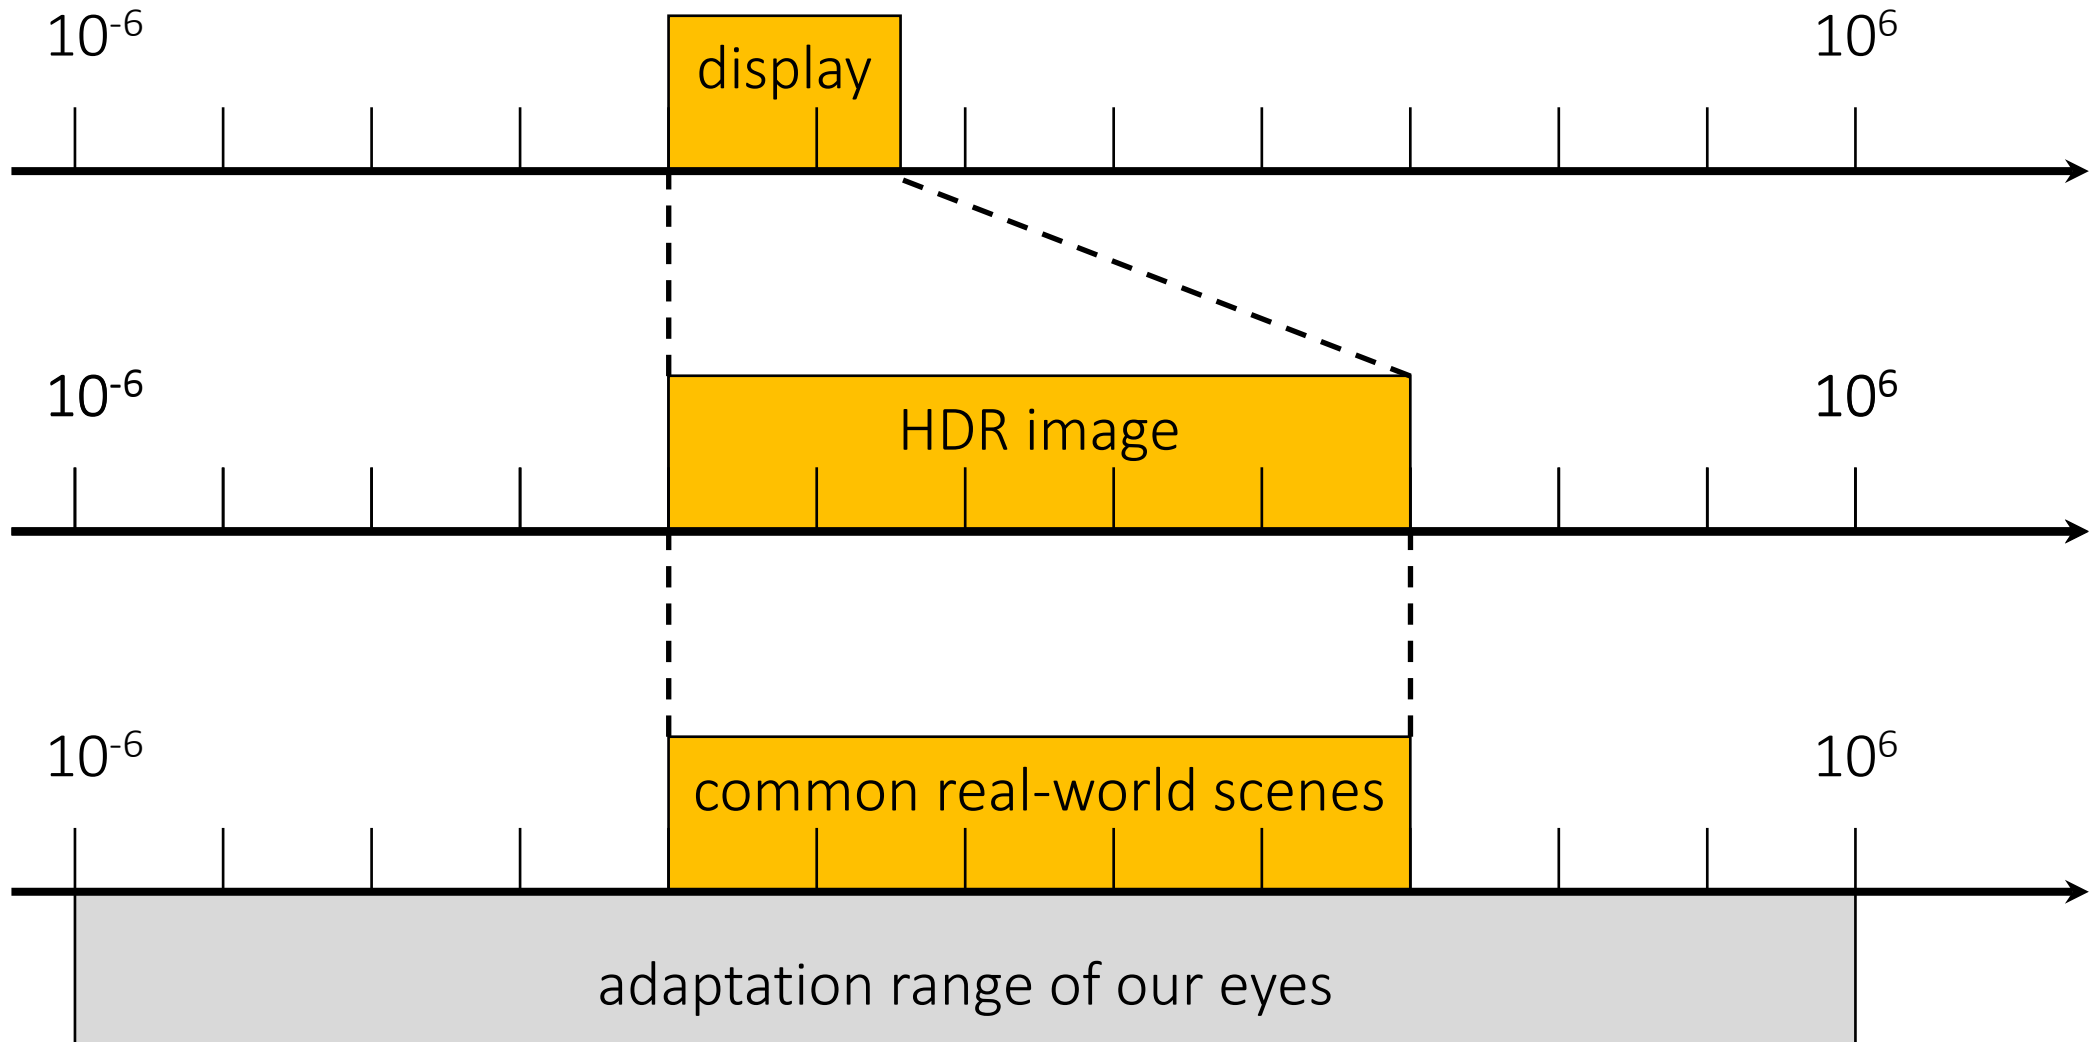 10⁻⁶ display 10⁶
10⁻⁶ HDR image 10⁶
10⁻⁶ common real-world scenes 10⁶
adaptation range of our eyes